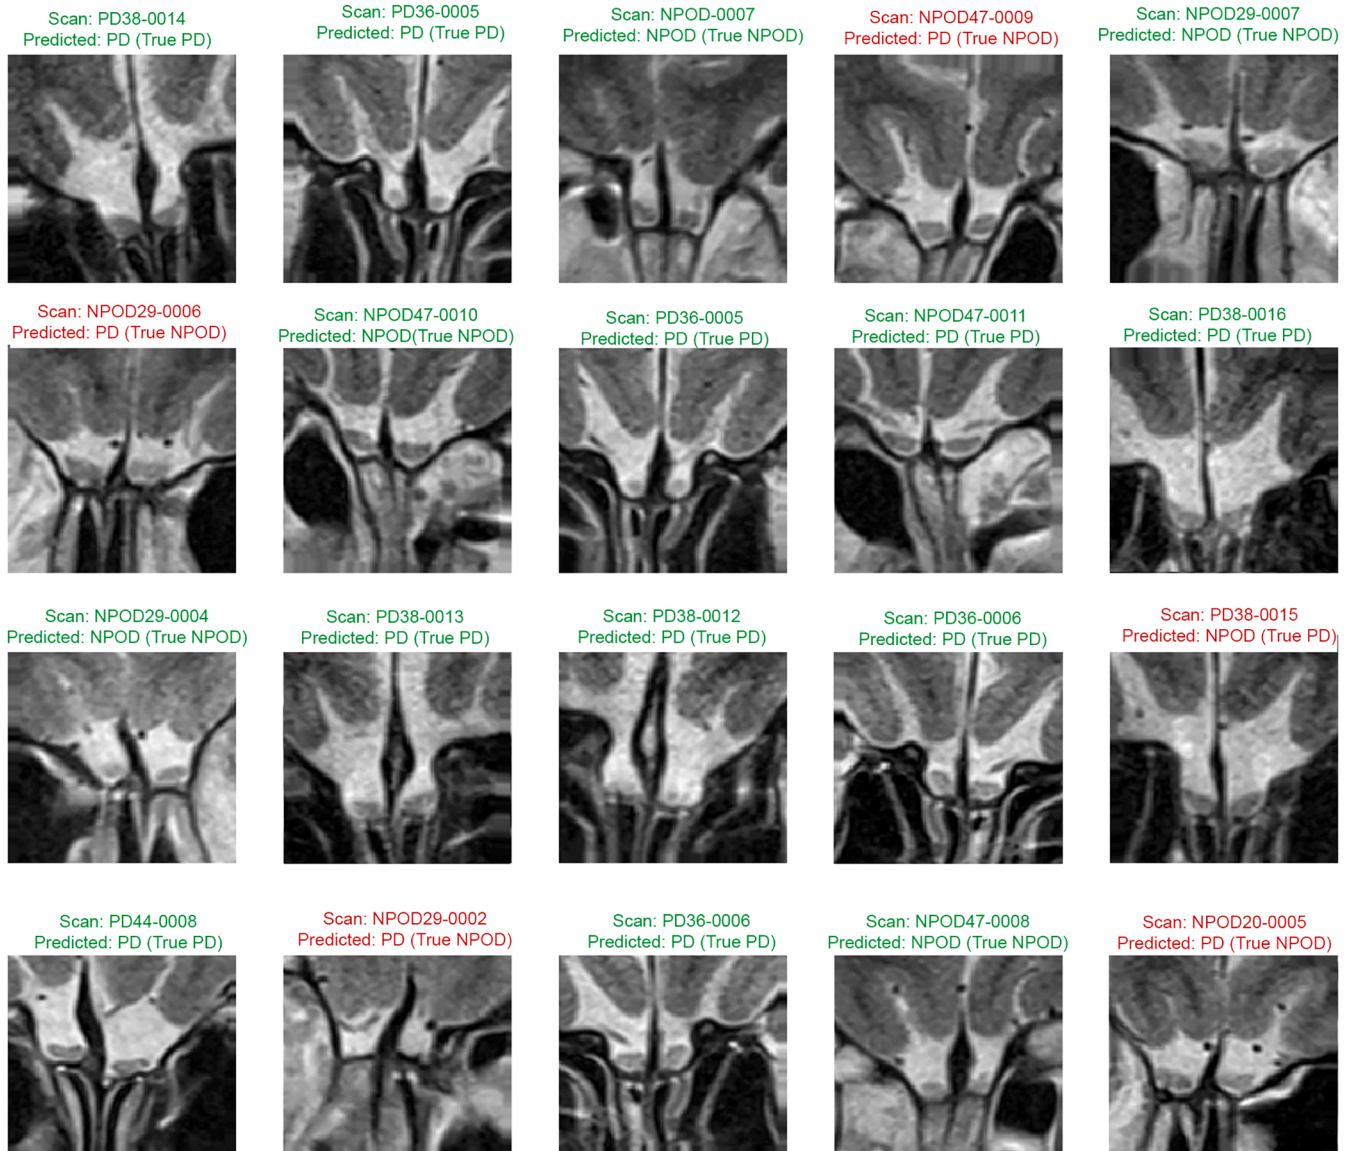 Scan: PD38-0014
Predicted: PD (True PD)
Scan: PD36-0005
Predicted: PD (True PD)
Scan: NPOD-0007
Predicted: NPOD (True NPOD)
Scan: NPOD47-0009
Predicted: PD (True NPOD)
Scan: NPOD29-0007
Predicted: NPOD (True NPOD)
Scan: NPOD29-0006
Predicted: PD (True NPOD)
Scan: NPOD47-0010
Predicted: NPOD(True NPOD)
Scan: PD36-0005
Predicted: PD (True PD)
Scan: NPOD47-0011
Predicted: PD (True PD)
Scan: PD38-0016
Predicted: PD (True PD)
Scan: NPOD29-0004
Predicted: NPOD (True NPOD)
Scan: PD38-0013
Predicted: PD (True PD)
Scan: PD38-0012
Predicted: PD (True PD)
Scan: PD36-0006
Predicted: PD (True PD)
Scan: PD38-0015
Predicted: NPOD (True PD)
Scan: PD44-0008
Predicted: PD (True PD)
Scan: NPOD29-0002
Predicted: PD (True NPOD)
Scan: PD36-0006
Predicted: PD (True PD)
Scan: NPOD47-0008
Predicted: NPOD (True NPOD)
Scan: NPOD20-0005
Predicted: PD (True NPOD)